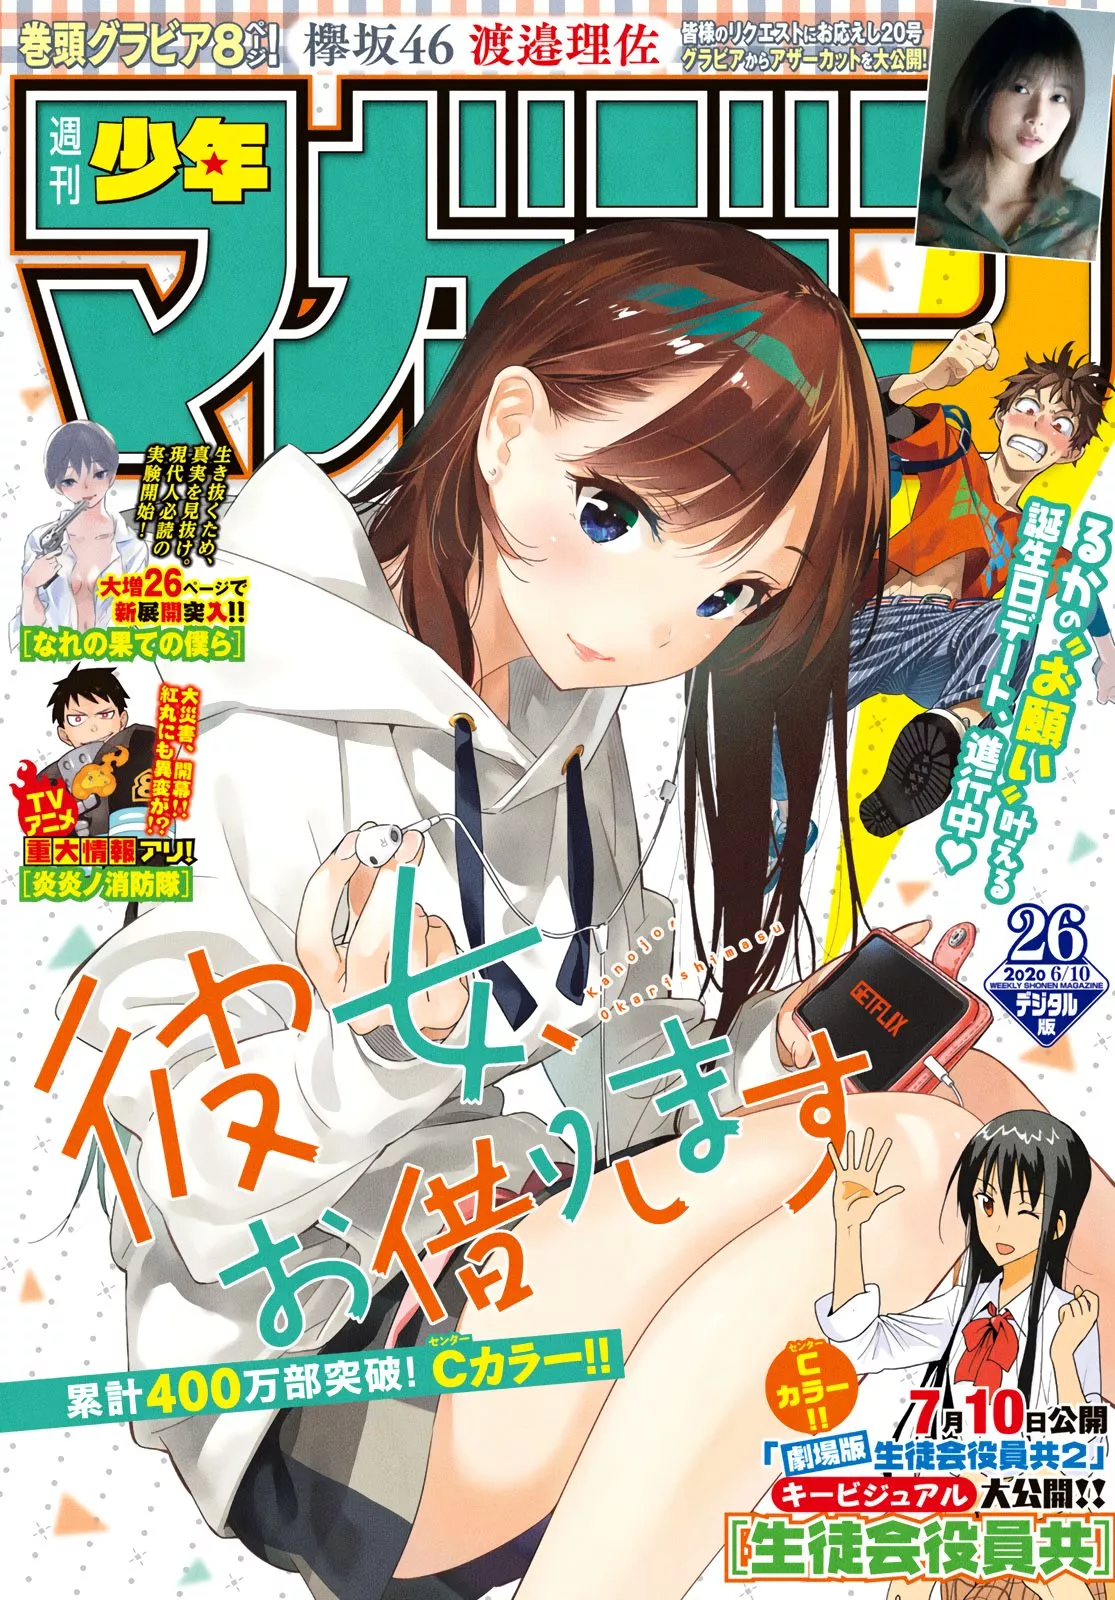 巻頭グラビア8ページ!
欅坂46 渡邉理佐
皆様のリクエストにお応えし20号
グラビアからアザーカットを大公開!
週刊
少年
マガジン
生き抜くため、
真実を見抜け。
現代人必読の
実験開始!
大増26ページで
新展開突入!!
[なれの果ての僕ら]
大災害、開幕!!
紅丸にも異変が!?
TV
アニメ
重大情報アリ!
[炎炎ノ消防隊]
るかの"お願い"叶える
誕生日デート、進行中♥
26
2020 6/10
WEEKLY SHONEN MAGAZINE
デジタル
版
GETFLIX
Kanojo,
Okarishimasu
彼女、
お借りします
累計400万部突破!
センター
Cカラー!!
センター
C
カラー!!
7月10日公開
「劇場版 生徒会役員共2」
キービジュアル 大公開!!
[生徒会役員共]